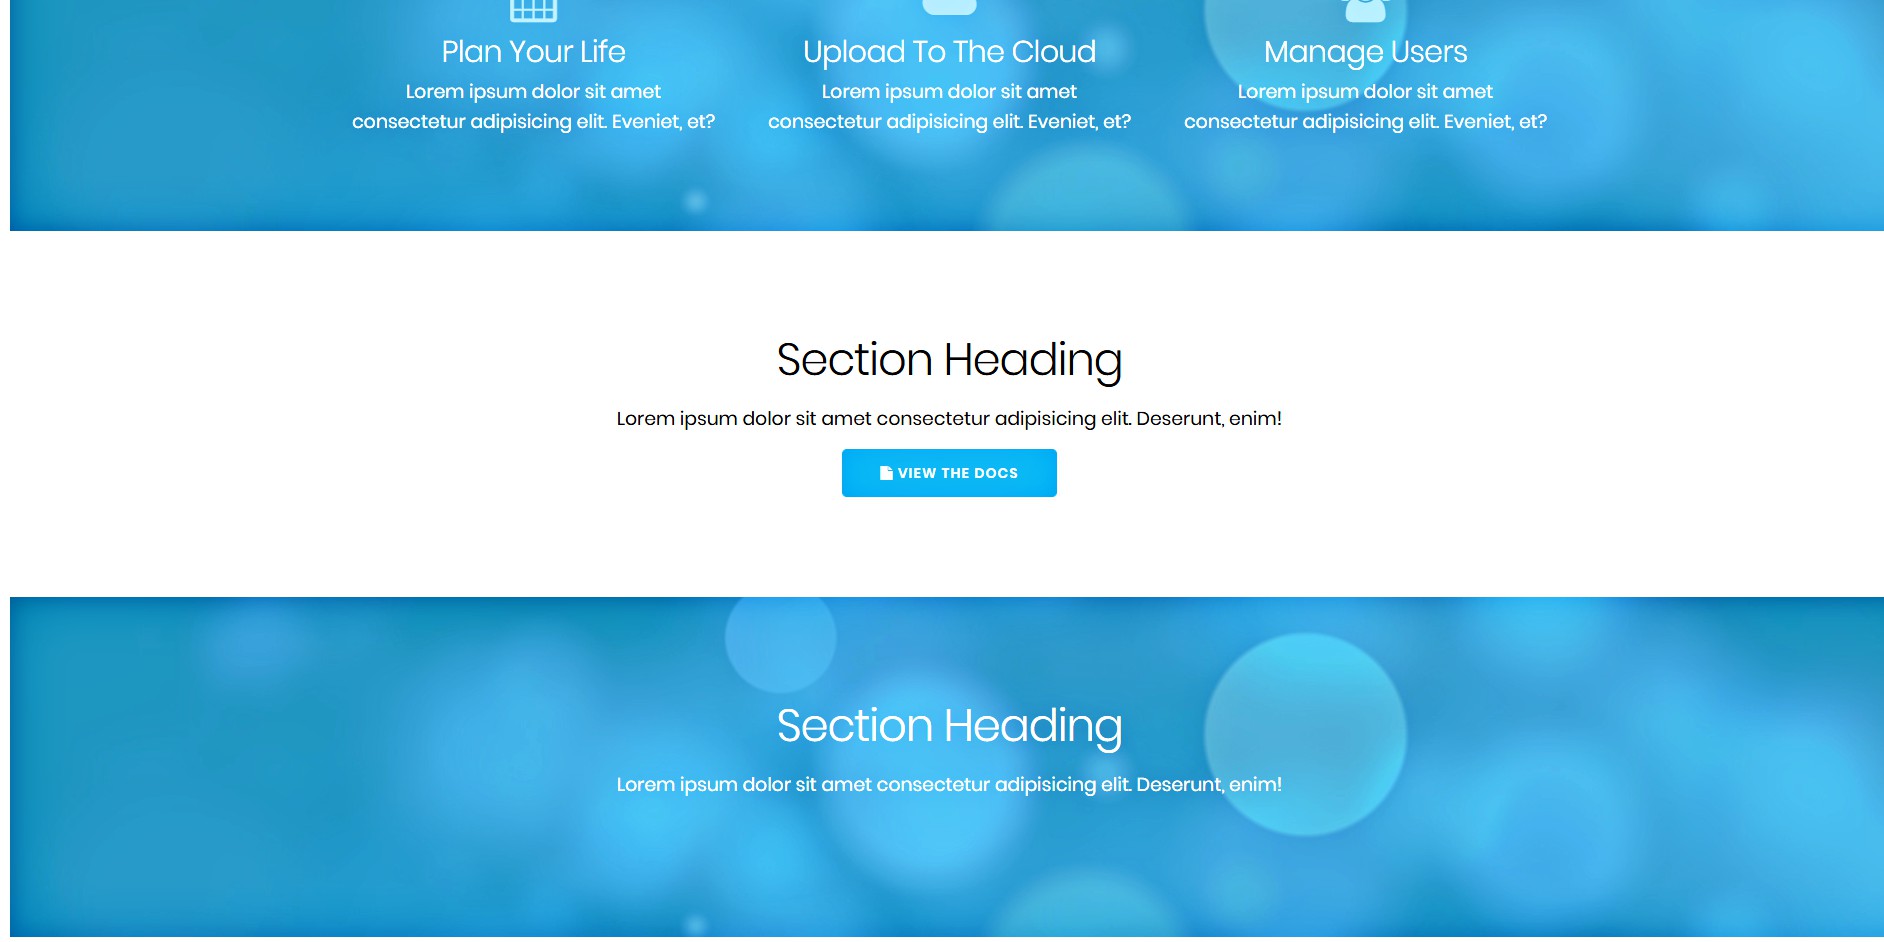 Plan Your Life
Lorem ipsum dolor sit amet
consectetur adipisicing elit. Eveniet, et?
Upload To The Cloud
Lorem ipsum dolor sit amet
consectetur adipisicing elit. Eveniet, et?
Manage Users
Lorem ipsum dolor sit amet
consectetur adipisicing elit. Eveniet, et?
Section Heading
Lorem ipsum dolor sit amet consectetur adipisicing elit. Deserunt, enim!
VIEW THE DOCS
Section Heading
Lorem ipsum dolor sit amet consectetur adipisicing elit. Deserunt, enim!